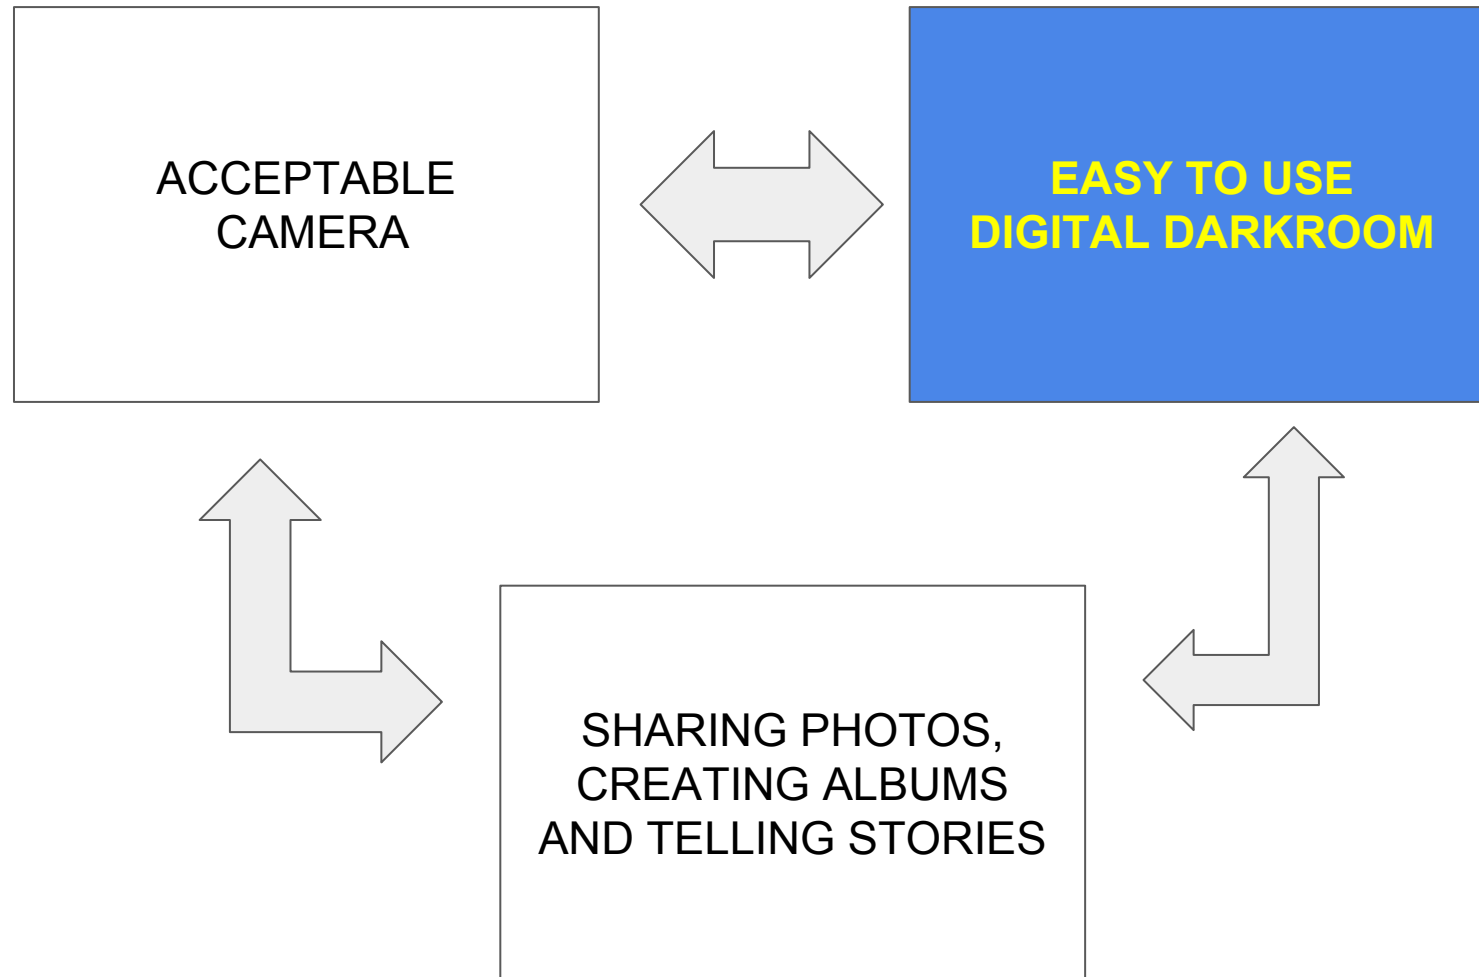 ACCEPTABLE
CAMERA
EASY TO USE
DIGITAL DARKROOM
SHARING PHOTOS,
CREATING ALBUMS
AND TELLING STORIES